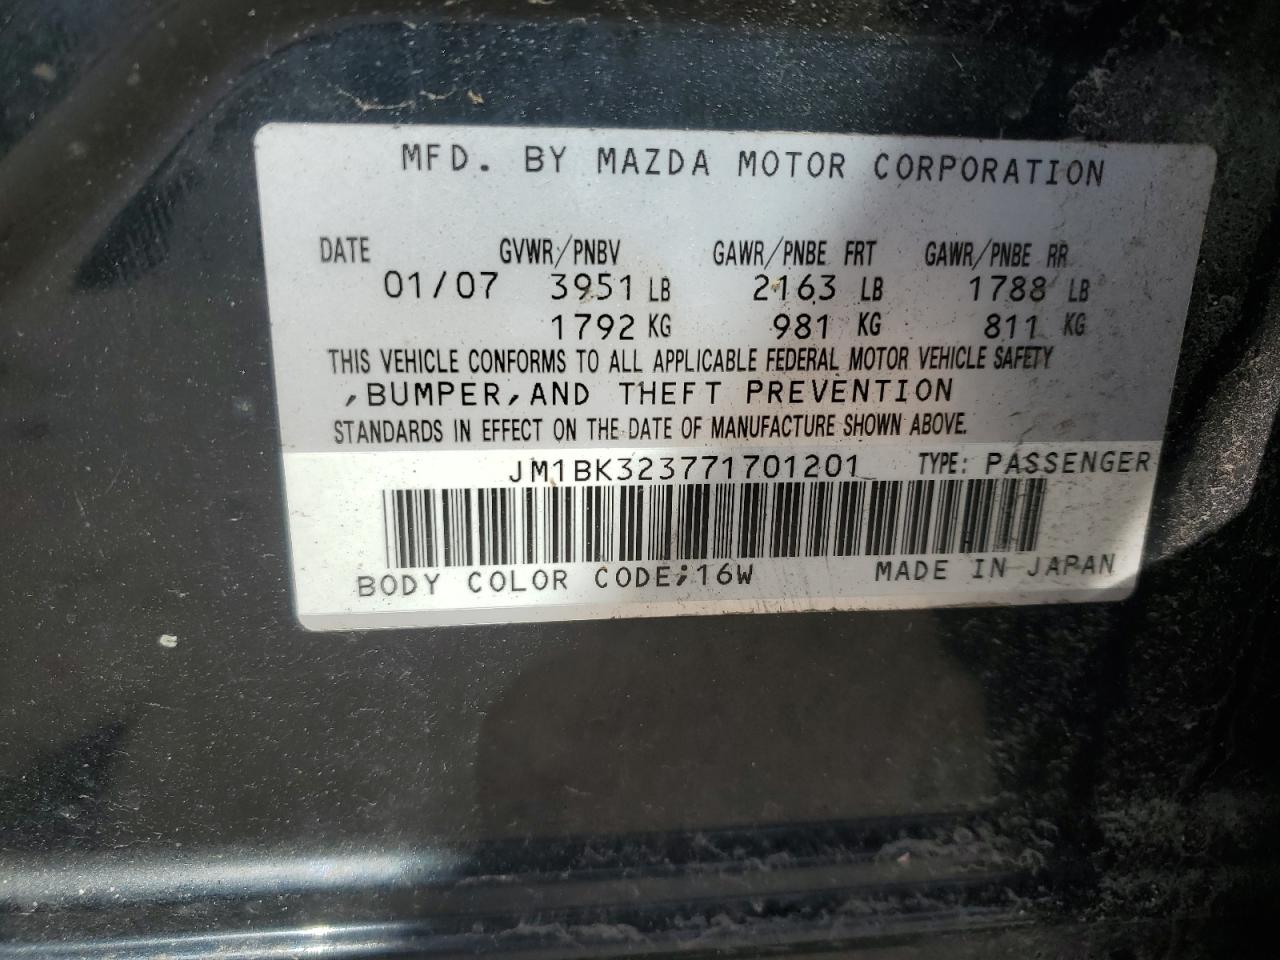 MFD. BY MAZDA MOTOR CORPORATION
DATE GVWR/PNBV GAWR/PNBE FRT GAWR/PNBE RR
01/07 3951 LB 2163 LB 1788 LB
1792 KG 981 KG 811 KG
THIS VEHICLE CONFORMS TO ALL APPLICABLE FEDERAL MOTOR VEHICLE SAFETY
,BUMPER,AND THEFT PREVENTION
STANDARDS IN EFFECT ON THE DATE OF MANUFACTURE SHOWN ABOVE.
JM1BK323771701201 TYPE: PASSENGER
BODY COLOR CODE;16W MADE IN JAPAN